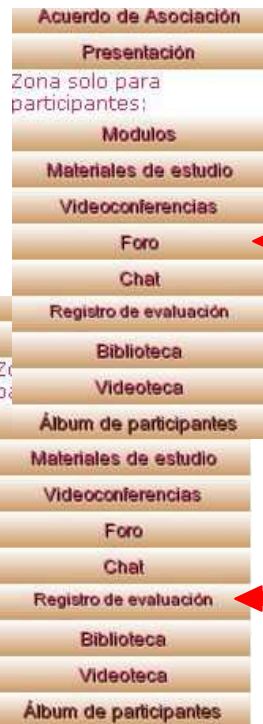 Acuerdo de Asociación
Presentación
Zona solo para
participantes:
Modulos
Materiales de estudio
Videoconferencias
Foro
Chat
Registro de evaluación
Biblioteca
Videoteca
Álbum de participantes
Materiales de estudio
Videoconferencias
Foro
Chat
Registro de evaluación
Biblioteca
Videoteca
Álbum de participantes